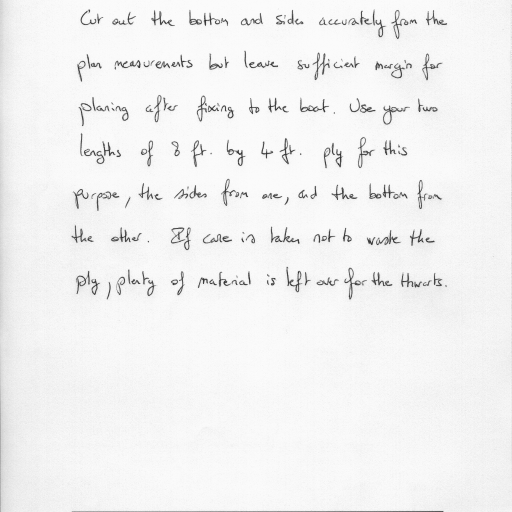 Cut out the bottom and sides accurately from the
plan measurements but leave sufficient margin for
planing after fixing to the boat. Use your two
lengths of 8 ft. by 4 ft. ply for this
purpose, the sides from one, and the bottom from
the other. If care is taken not to waste the
ply, plenty of material is left over for the thwarts.